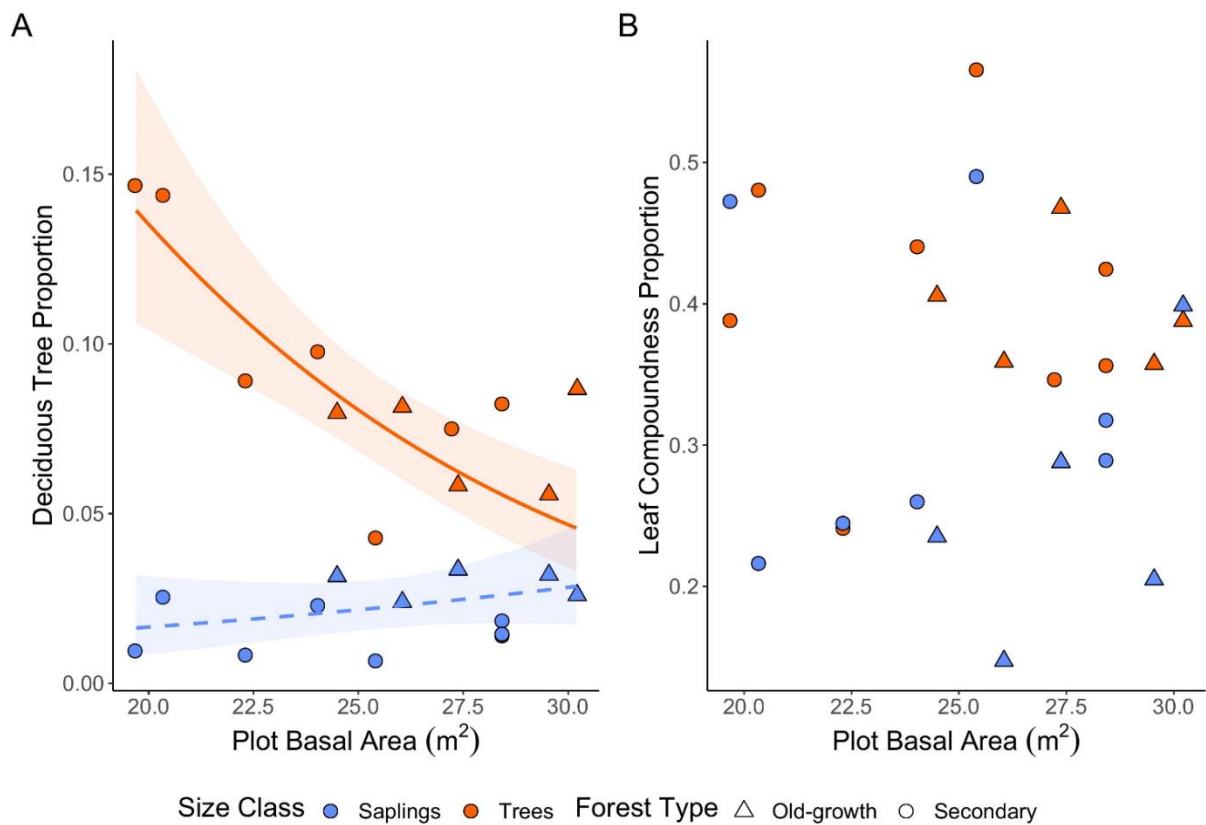 A
B
Deciduous Tree Proportion
0.15
0.10
0.05
0.00
20.0 22.5 25.0 27.5 30.0
Plot Basal Area (m²)
Leaf Compoundness Proportion
0.5
0.4
0.3
0.2
20.0 22.5 25.0 27.5 30.0
Plot Basal Area (m²)
Size Class Saplings Trees Forest Type Old-growth Secondary